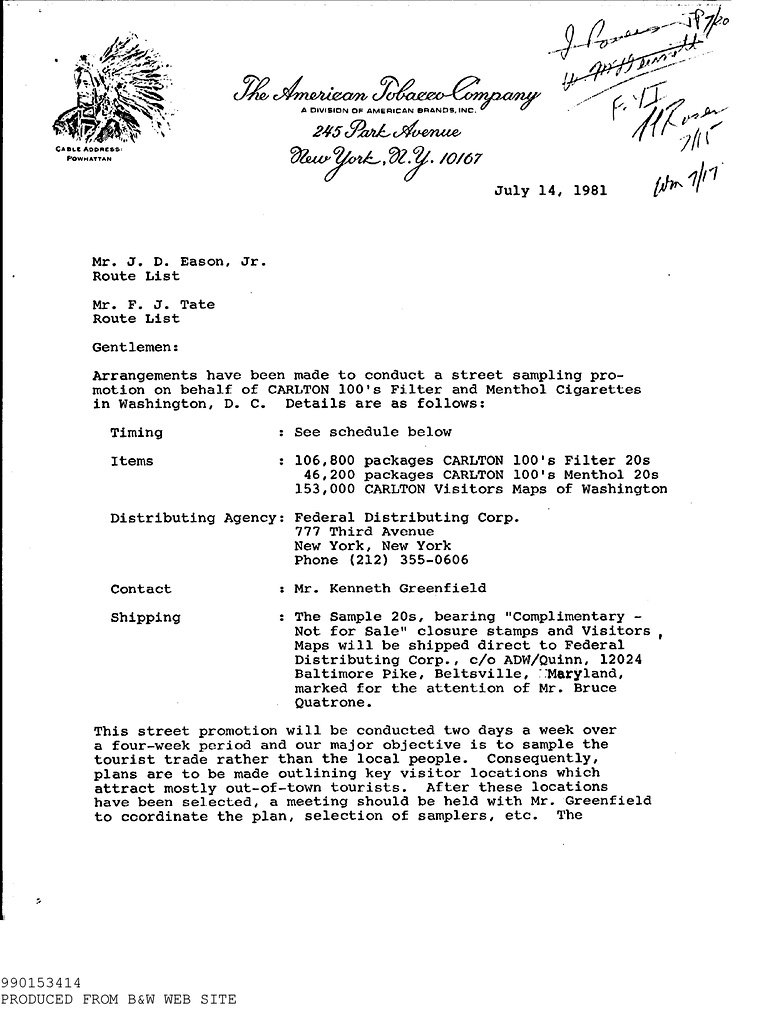 J P 7/20
F.YI
H Rosen
7/15
Wm 7/17
The American Tobacco Company
A DIVISION OF AMERICAN BRANDS, INC.
245 Park Avenue
New York, N.Y. 10167
CABLE ADDRESS:
POWHATTAN
July 14, 1981
Mr. J. D. Eason, Jr.
Route List
Mr. F. J. Tate
Route List
Gentlemen:
Arrangements have been made to conduct a street sampling pro-
motion on behalf of CARLTON 100's Filter and Menthol Cigarettes
in Washington, D. C. Details are as follows:
Timing : See schedule below
Items : 106,800 packages CARLTON 100's Filter 20s
46,200 packages CARLTON 100's Menthol 20s
153,000 CARLTON Visitors Maps of Washington
Distributing Agency: Federal Distributing Corp.
777 Third Avenue
New York, New York
Phone (212) 355-0606
Contact : Mr. Kenneth Greenfield
Shipping : The Sample 20s, bearing "Complimentary -
Not for Sale" closure stamps and Visitors,
Maps will be shipped direct to Federal
Distributing Corp., c/o ADW/Quinn, 12024
Baltimore Pike, Beltsville, Maryland,
marked for the attention of Mr. Bruce
Quatrone.
This street promotion will be conducted two days a week over
a four-week period and our major objective is to sample the
tourist trade rather than the local people. Consequently,
plans are to be made outlining key visitor locations which
attract mostly out-of-town tourists. After these locations
have been selected, a meeting should be held with Mr. Greenfield
to coordinate the plan, selection of samplers, etc. The
990153414
PRODUCED FROM B&W WEB SITE